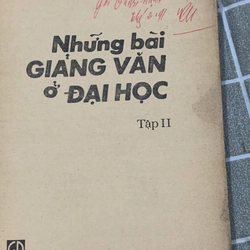 Những bài
GIẢNG VĂN
ở ĐẠI HỌC
Tập II